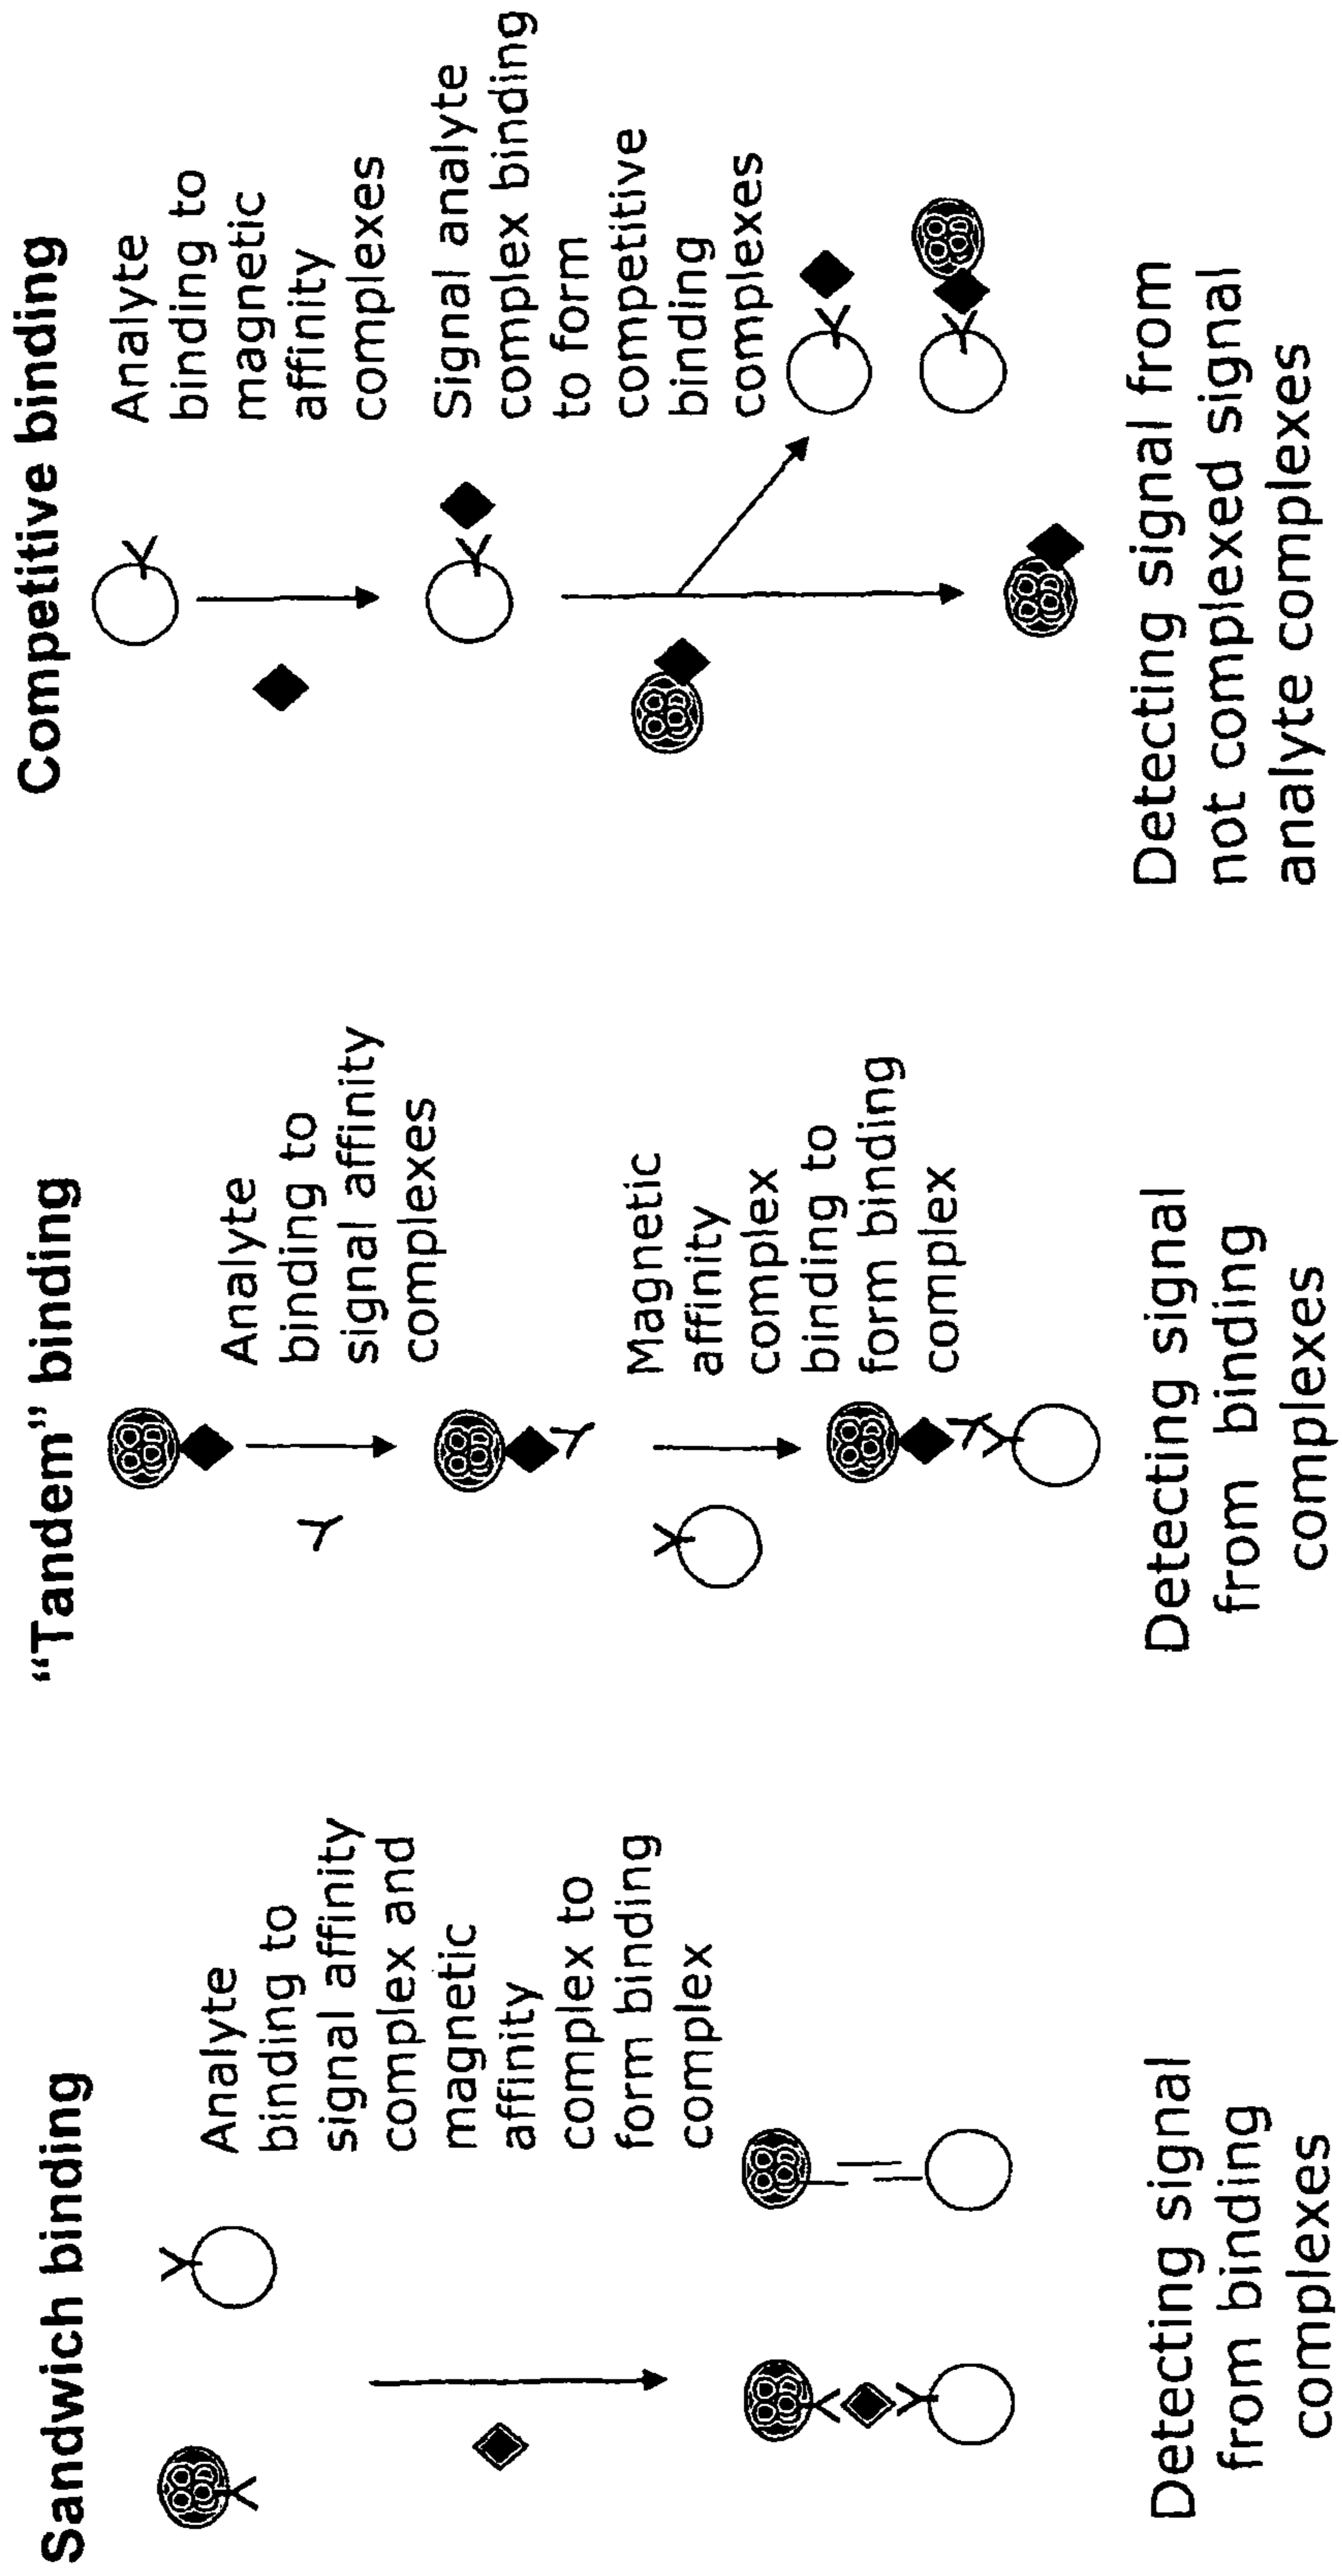 Sandwich binding
Analyte
binding to
signal affinity
complex and
magnetic
affinity
complex to
form binding
complex
Detecting signal
from binding
complexes
“Tandem” binding
Analyte
binding to
signal affinity
complexes
Magnetic
affinity
complex
binding to
form binding
complex
Detecting signal
from binding
complexes
Competitive binding
Analyte
binding to
magnetic
affinity
complexes
Signal analyte
complex binding
to form
competitive
binding
complexes
Detecting signal from
not complexed signal
analyte complexes